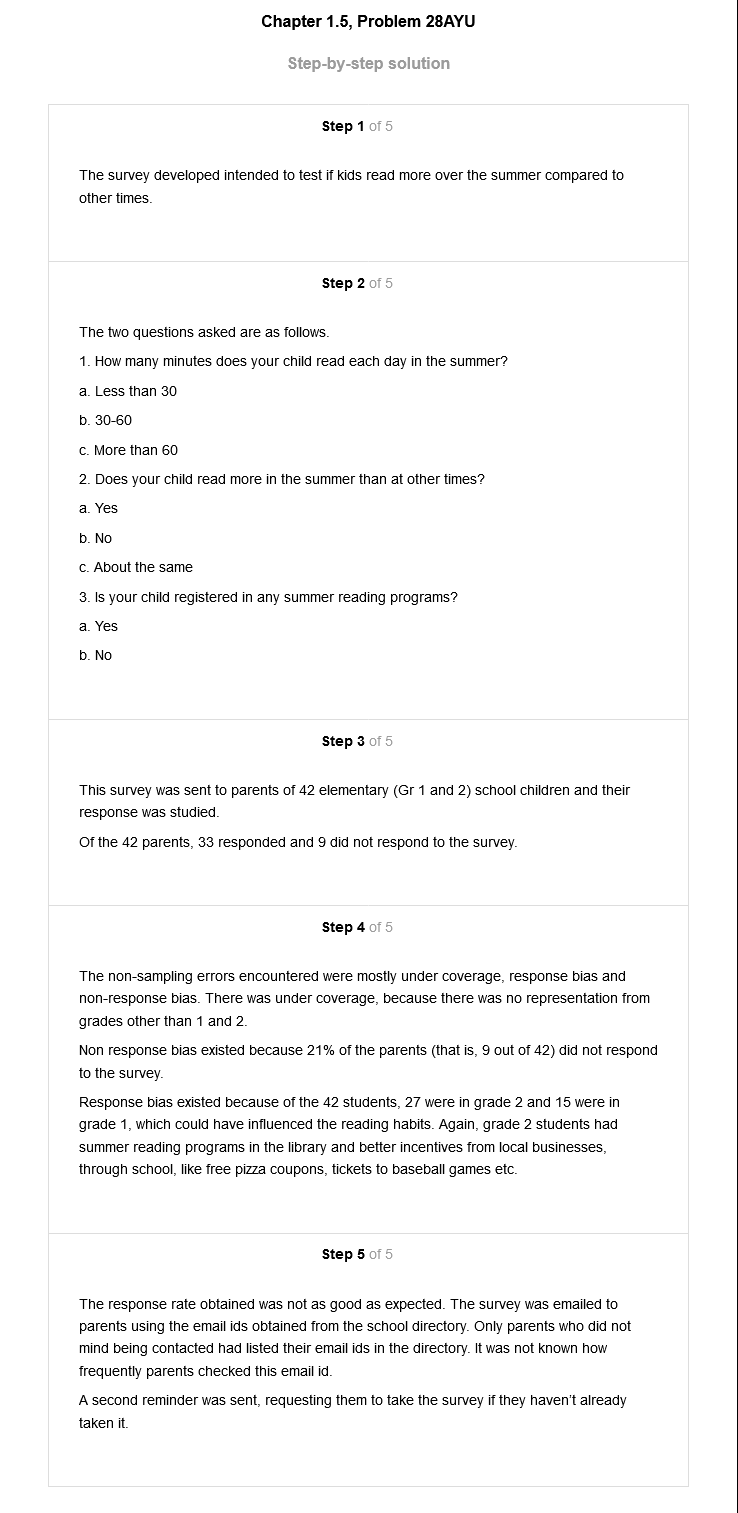 Chapter 1.5, Problem 28AYU
Step-by-step solution
Step 1 of 5
The survey developed intended to test if kids read more over the summer compared to
other times.
Step 2 of 5
The two questions asked are as follows.
1. How many minutes does your child read each day in the summer?
a. Less than 30
b. 30-60
c. More than 60
2. Does your child read more in the summer than at other times?
a. Yes
b. No
c. About the same
3. Is your child registered in any summer reading programs?
a. Yes
b. No
Step 3 of 5
This survey was sent to parents of 42 elementary (Gr 1 and 2) school children and their
response was studied.
Of the 42 parents, 33 responded and 9 did not respond to the survey.
Step 4 of 5
The non-sampling errors encountered were mostly under coverage, response bias and
non-response bias. There was under coverage, because there was no representation from
grades other than 1 and 2.
Non response bias existed because 21% of the parents (that is, 9 out of 42) did not respond
to the survey.
Response bias existed because of the 42 students, 27 were in grade 2 and 15 were in
grade 1, which could have influenced the reading habits. Again, grade 2 students had
summer reading programs in the library and better incentives from local businesses,
through school, like free pizza coupons, tickets to baseball games etc.
Step 5 of 5
The response rate obtained was not as good as expected. The survey was emailed to
parents using the email ids obtained from the school directory. Only parents who did not
mind being contacted had listed their email ids in the directory. It was not known how
frequently parents checked this email id.
A second reminder was sent, requesting them to take the survey if they haven't already
taken it.